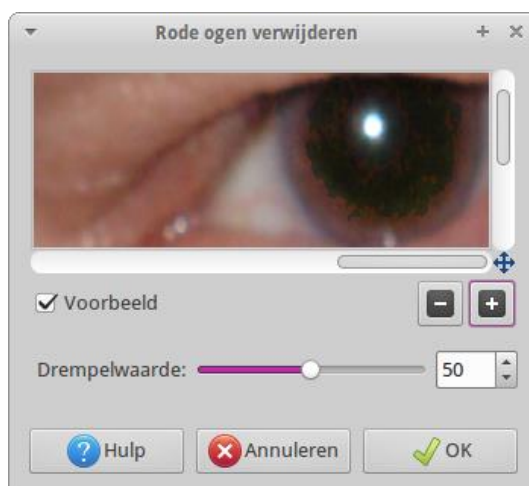 Rode ogen verwijderen
Voorbeeld
Drempelwaarde: 50
Hulp Annuleren OK